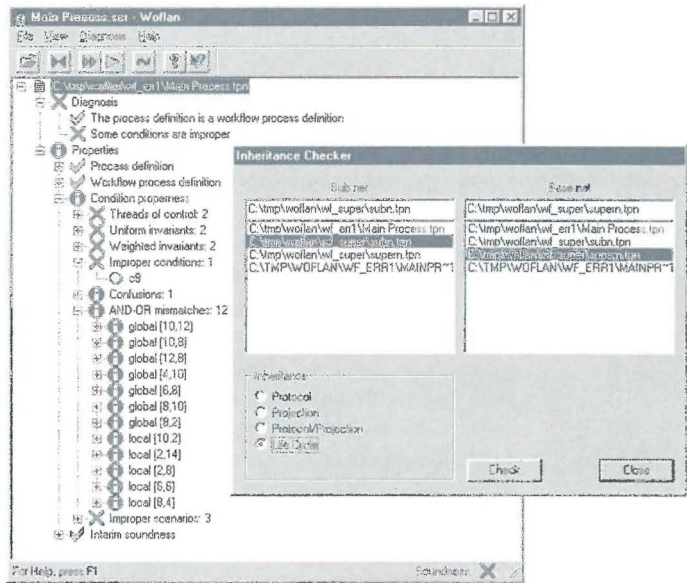 Main Process.scr - Woflan
File View Diagnosis Help
C:\tmp\woflan\wf_err1\Main Process.tpn
Diagnosis
The process definition is a workflow process definition
Some conditions are improper
Properties
Process definition
Workflow process definition
Condition properness
Threads of control: 2
Uniform invariants: 2
Weighted invariants: 2
Improper conditions: 1
c9
Confusions: 1
AND-OR mismatches: 12
global [10,12]
global [10,8]
global [12,8]
global [4,10]
global [6,8]
global [8,10]
global [8,2]
local [10,2]
local [2,14]
local [2,8]
local [6,6]
local [8,4]
Improper scenarios: 3
Interim soundness
For Help, press F1
Soundness
Inheritance Checker
Sub net
C:\tmp\woflan\wf_super\subn.tpn
C:\tmp\woflan\wf_err1\Main Process.tpn
C:\tmp\woflan\wf_super\subn.tpn
C:\tmp\woflan\wf_super\supern.tpn
C:\TMP\WOFLAN\WF_ERR1\MAINPR~1
Base net
C:\tmp\woflan\wf_super\supern.tpn
C:\tmp\woflan\wf_err1\Main Process.tpn
C:\tmp\woflan\wf_super\subn.tpn
C:\tmp\woflan\wf_super\supern.tpn
C:\TMP\WOFLAN\WF_ERR1\MAINPR~1
Inheritance
Protocol
Projection
Protocol/Projection
Life Cycle
Check
Close